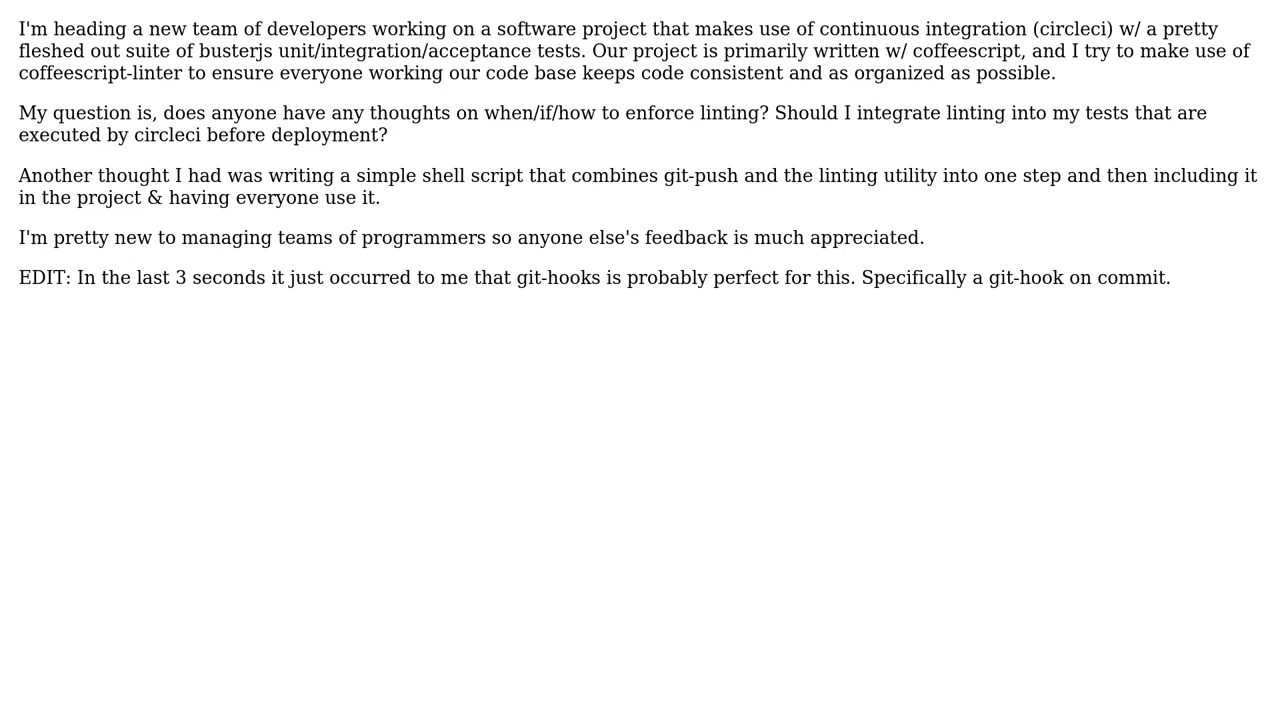 I'm heading a new team of developers working on a software project that makes use of continuous integration (circleci) w/ a pretty
fleshed out suite of busterjs unit/integration/acceptance tests. Our project is primarily written w/ coffeescript, and I try to make use of
coffeescript-linter to ensure everyone working our code base keeps code consistent and as organized as possible.
My question is, does anyone have any thoughts on when/if/how to enforce linting? Should I integrate linting into my tests that are
executed by circleci before deployment?
Another thought I had was writing a simple shell script that combines git-push and the linting utility into one step and then including it
in the project & having everyone use it.
I'm pretty new to managing teams of programmers so anyone else's feedback is much appreciated.
EDIT: In the last 3 seconds it just occurred to me that git-hooks is probably perfect for this. Specifically a git-hook on commit.